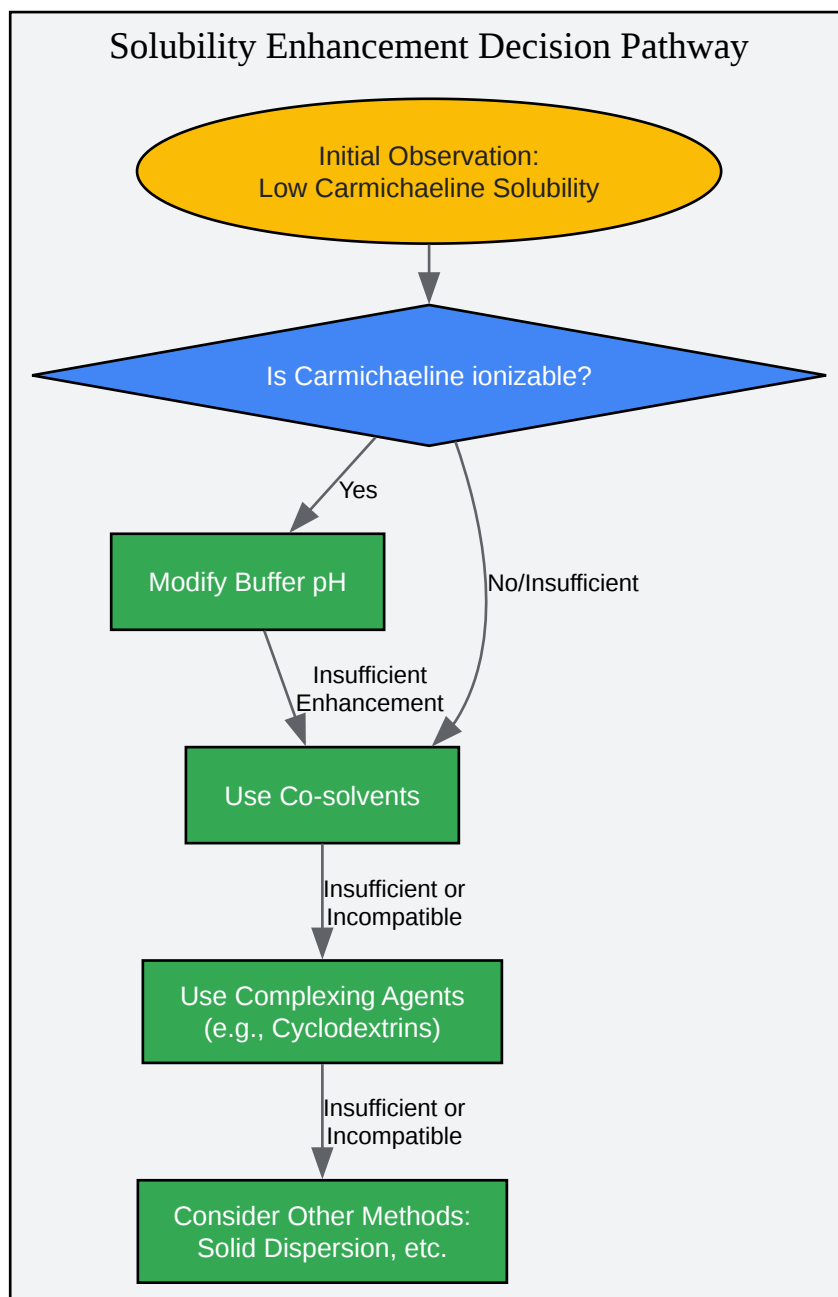 Solubility Enhancement Decision Pathway
Initial Observation:
Low Carmichaeline Solubility
Is Carmichaeline ionizable?
Yes
Modify Buffer pH
No/Insufficient
Insufficient
Enhancement
Use Co-solvents
Insufficient or
Incompatible
Use Complexing Agents
(e.g., Cyclodextrins)
Insufficient or
Incompatible
Consider Other Methods:
Solid Dispersion, etc.